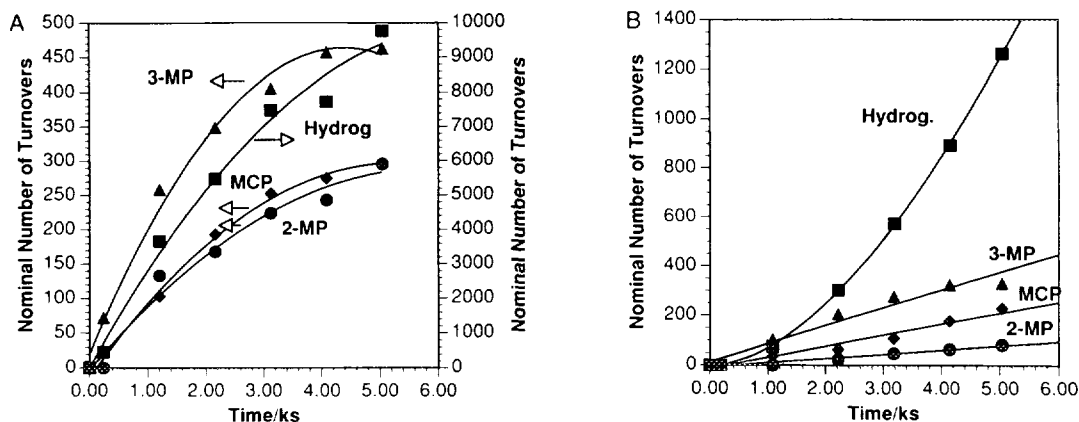 A
Nominal Number of Turnovers
500
450
400
350
300
250
200
150
100
50
0
10000
9000
8000
7000
6000
5000
4000
3000
2000
1000
0
Nominal Number of Turnovers
3-MP
Hydrog
MCP
2-MP
0.00 1.00 2.00 3.00 4.00 5.00 6.00
Time/ks
B
Nominal Number of Turnovers
1400
1200
1000
800
600
400
200
0
Hydrog.
3-MP
MCP
2-MP
0.00 1.00 2.00 3.00 4.00 5.00 6.00
Time/ks